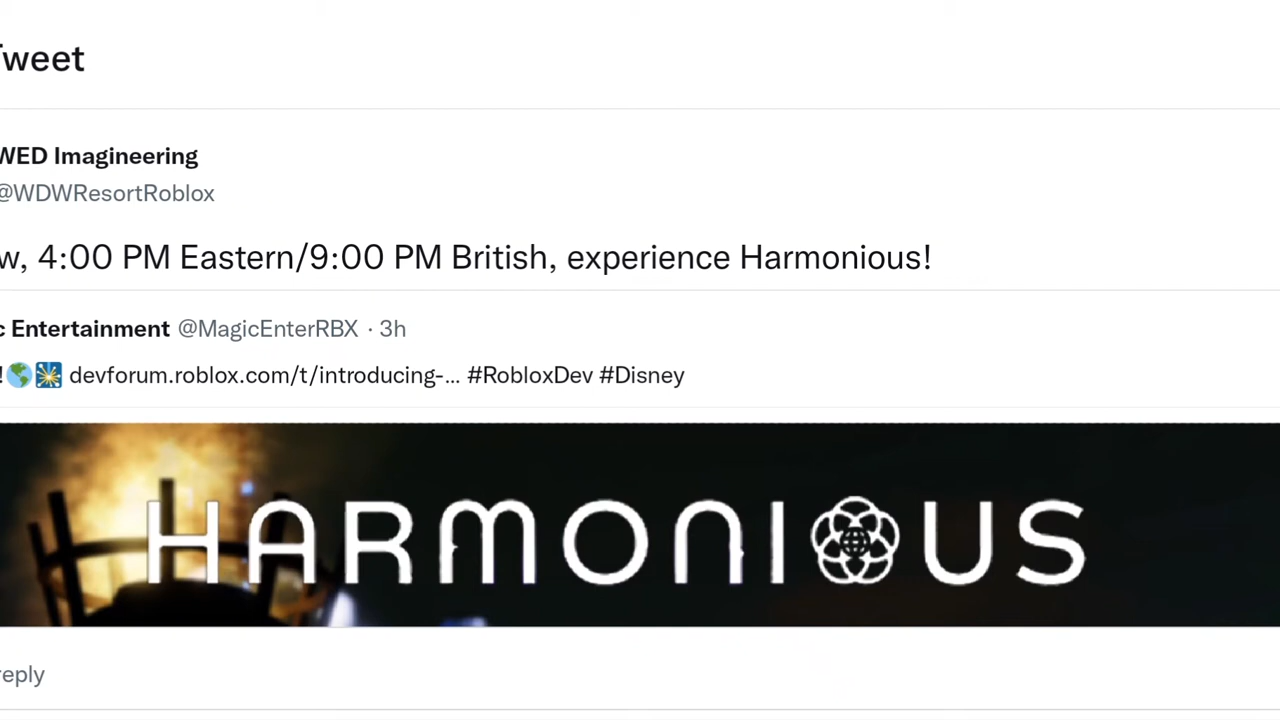 Tweet
WED Imagineering
@WDWResortRoblox
w, 4:00 PM Eastern/9:00 PM British, experience Harmonious!
c Entertainment @MagicEnterRBX · 3h
!🌎🎆 devforum.roblox.com/t/introducing-... #RobloxDev #Disney
HARMONIOUS
reply